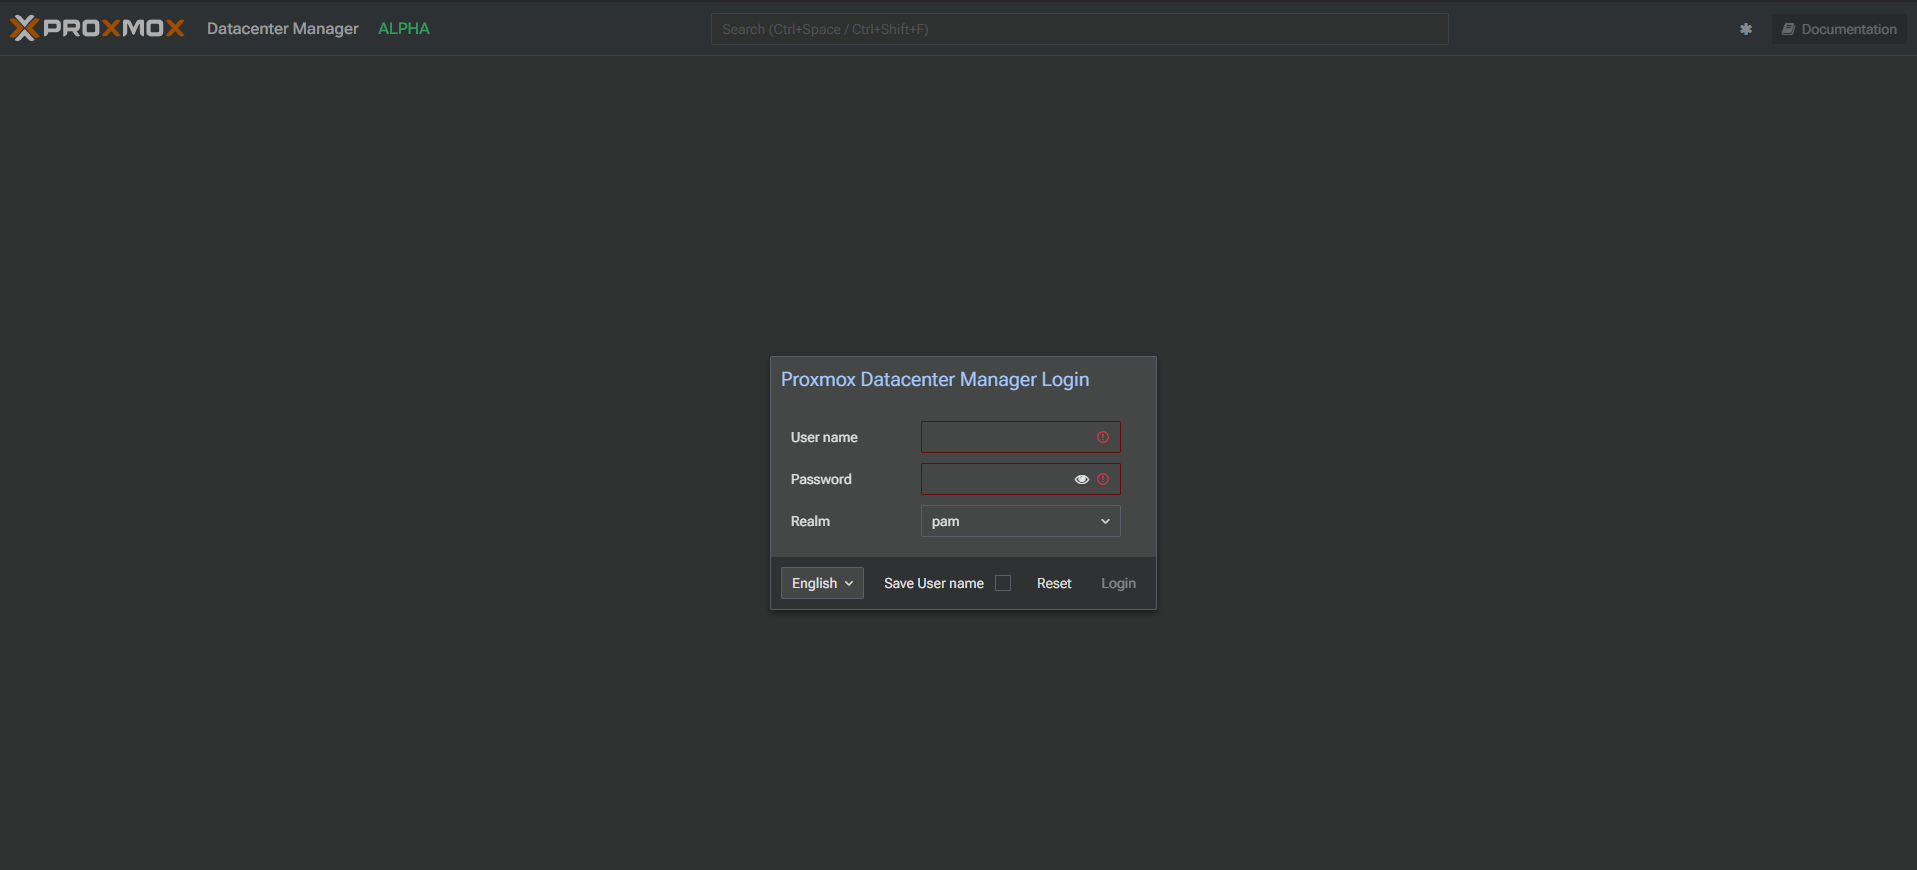 PROXMOX Datacenter Manager ALPHA Search (Ctrl+Space / Ctrl+Shift+F) Documentation
Proxmox Datacenter Manager Login
User name
Password
Realm pam
English Save User name Reset Login